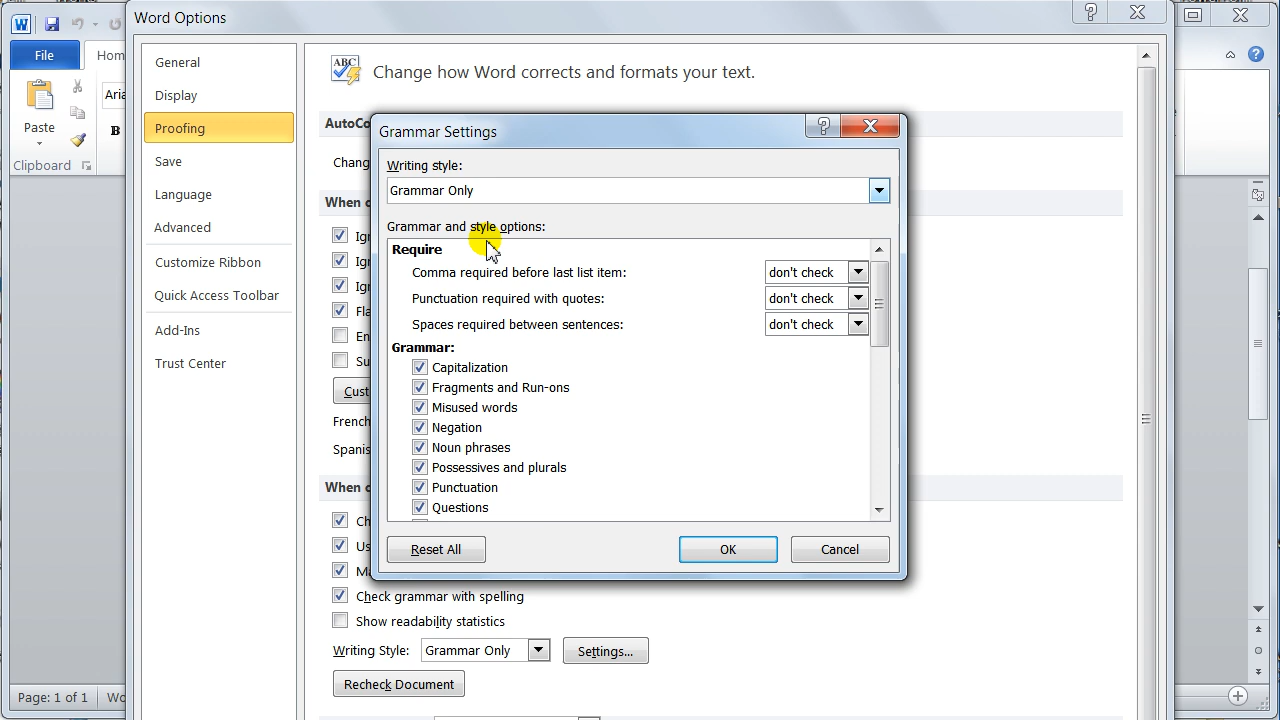 Word Options
File
General
ABC
Change how Word corrects and formats your text.
Display
Paste
Proofing
Save
Clipboard
Language
Advanced
Customize Ribbon
Quick Access Toolbar
Add-Ins
Trust Center
French
When
Grammar Settings
Writing style:
Grammar Only
Grammar and style options:
Require
Comma required before last list item: don't check
Punctuation required with quotes: don't check
Spaces required between sentences: don't check
Grammar:
Capitalization
Fragments and Run-ons
Misused words
Negation
Noun phrases
Possessives and plurals
Punctuation
Questions
Reset All OK Cancel
Check grammar with spelling
Show readability statistics
Writing Style: Grammar Only Settings...
Recheck Document
Page: 1 of 1